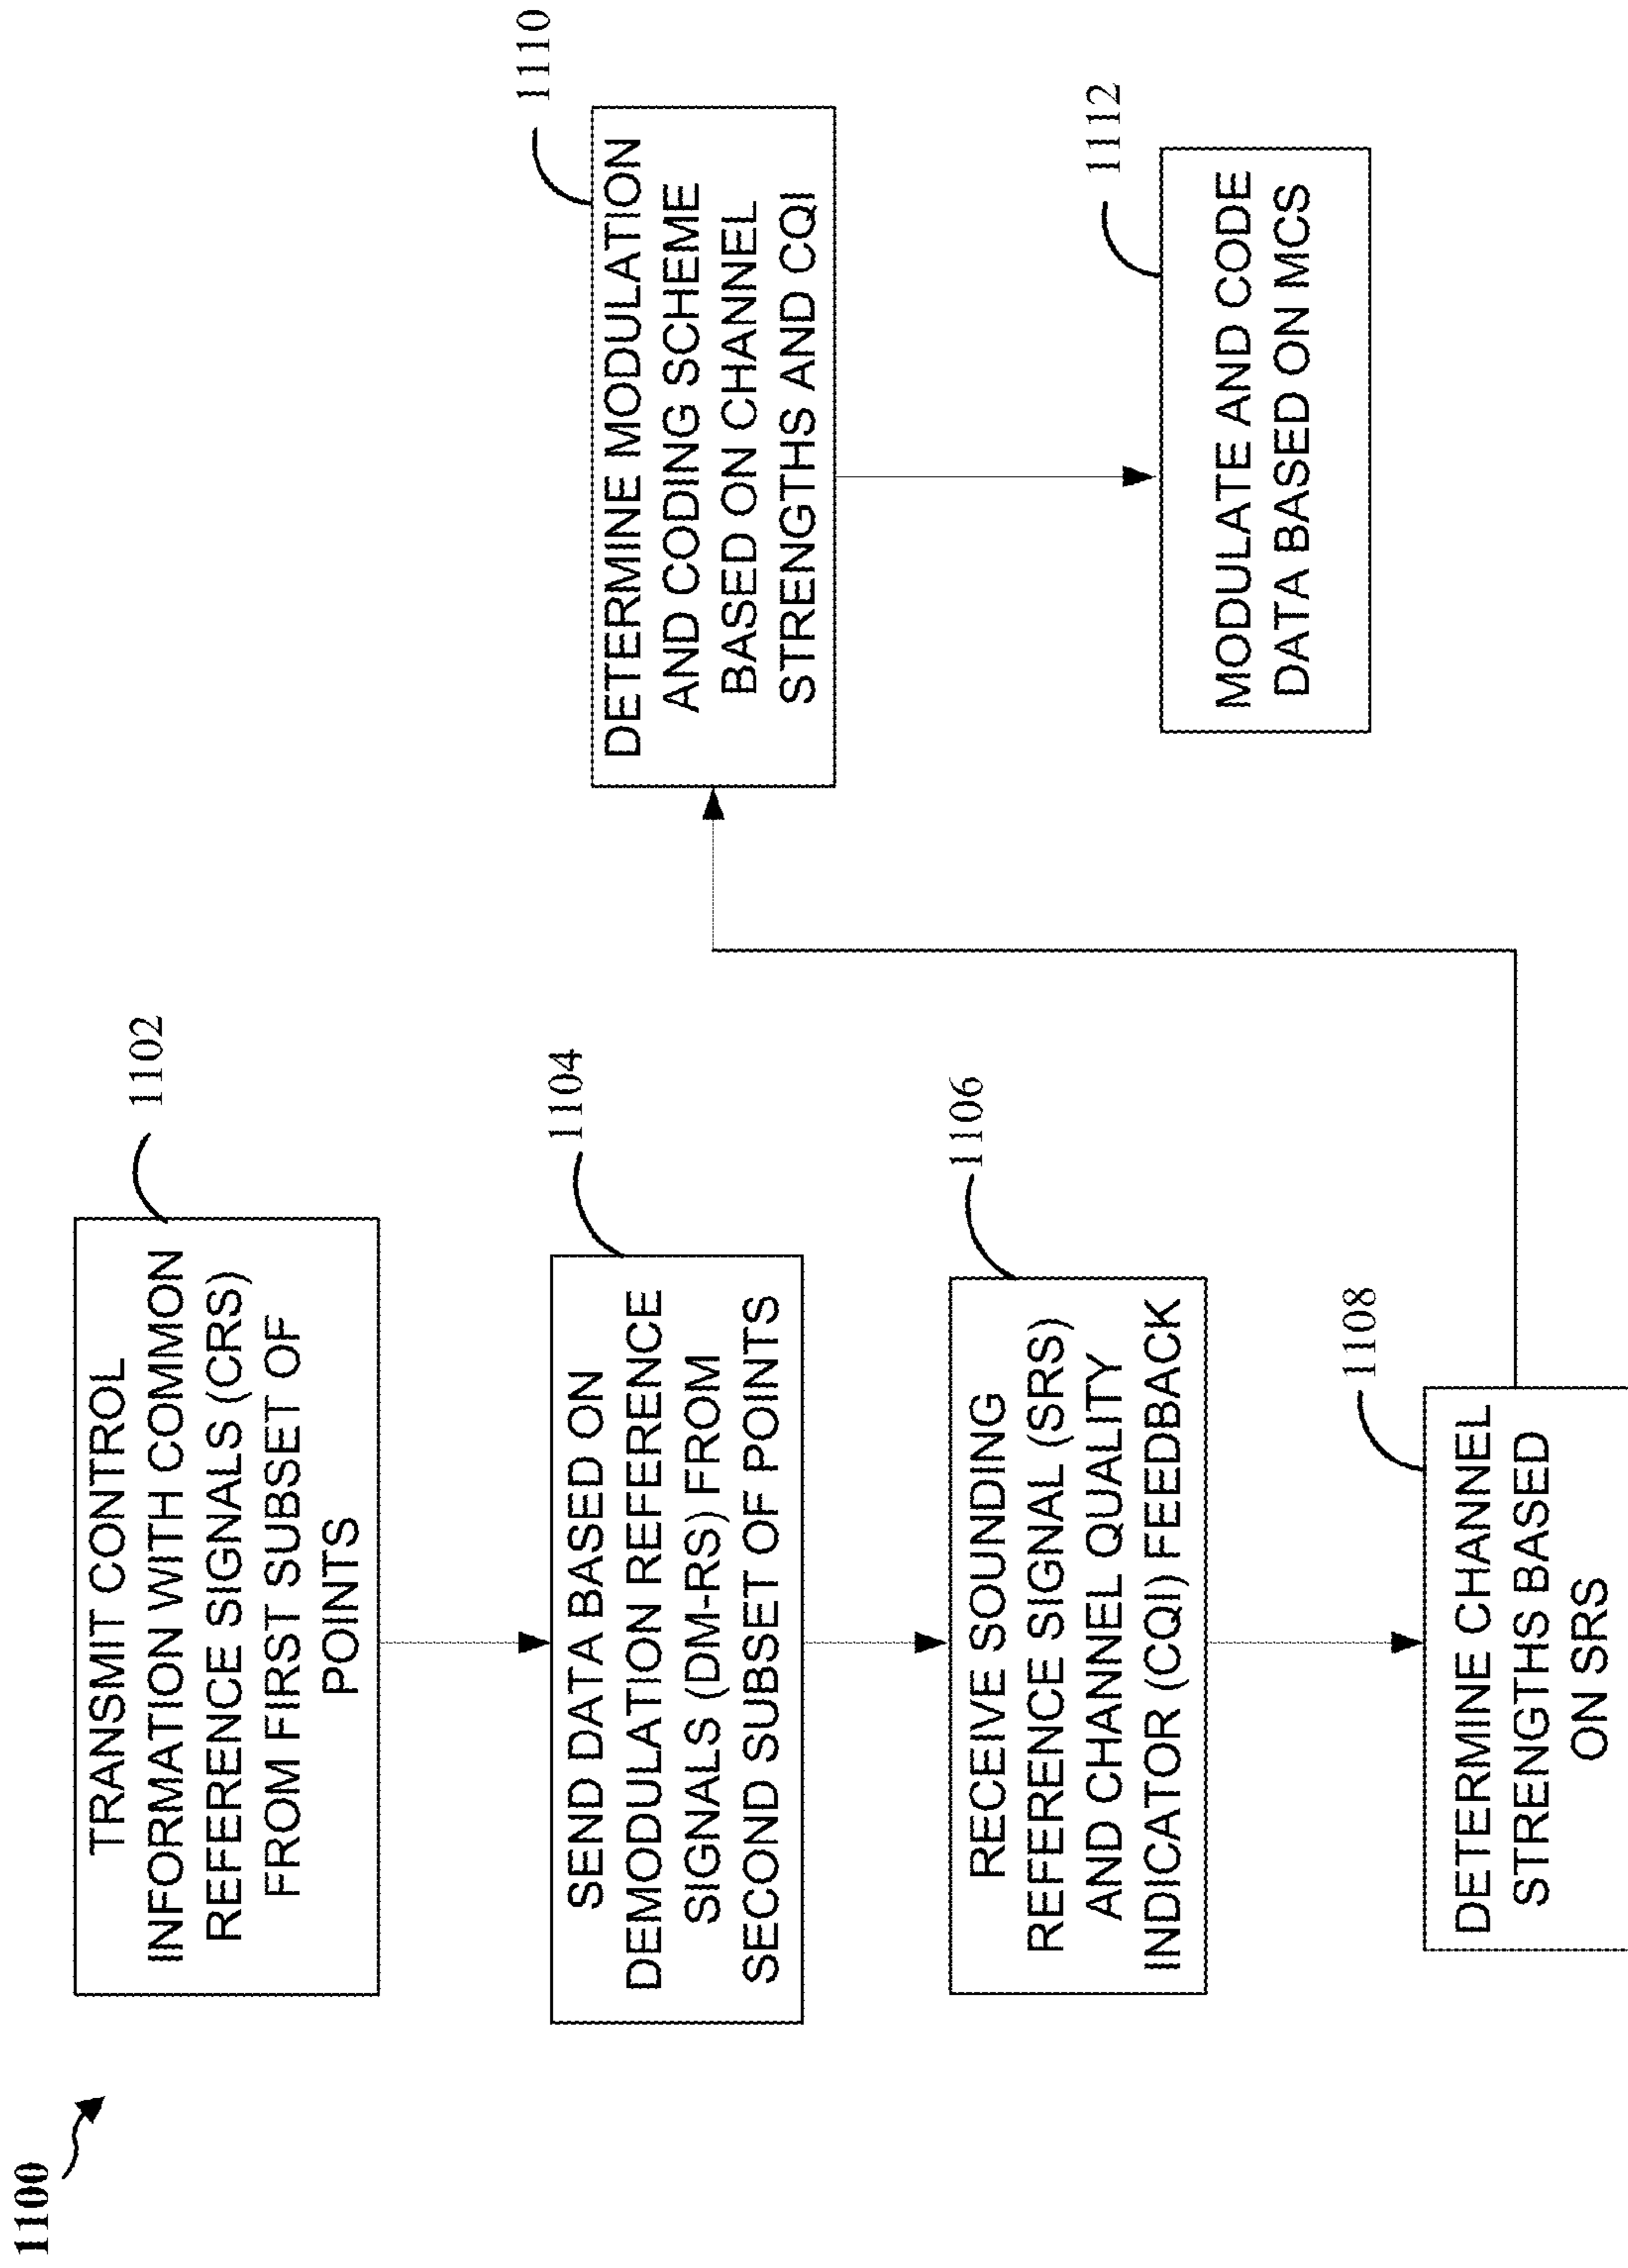 1100
TRANSMIT CONTROL
INFORMATION WITH COMMON
REFERENCE SIGNALS (CRS)
FROM FIRST SUBSET OF
POINTS
1102
SEND DATA BASED ON
DEMODULATION REFERENCE
SIGNALS (DM-RS) FROM
SECOND SUBSET OF POINTS
1104
RECEIVE SOUNDING
REFERENCE SIGNAL (SRS)
AND CHANNEL QUALITY
INDICATOR (CQI) FEEDBACK
1106
DETERMINE CHANNEL
STRENGTHS BASED
ON SRS
1108
DETERMINE MODULATION
AND CODING SCHEME
BASED ON CHANNEL
STRENGTHS AND CQI
1110
MODULATE AND CODE
DATA BASED ON MCS
1112